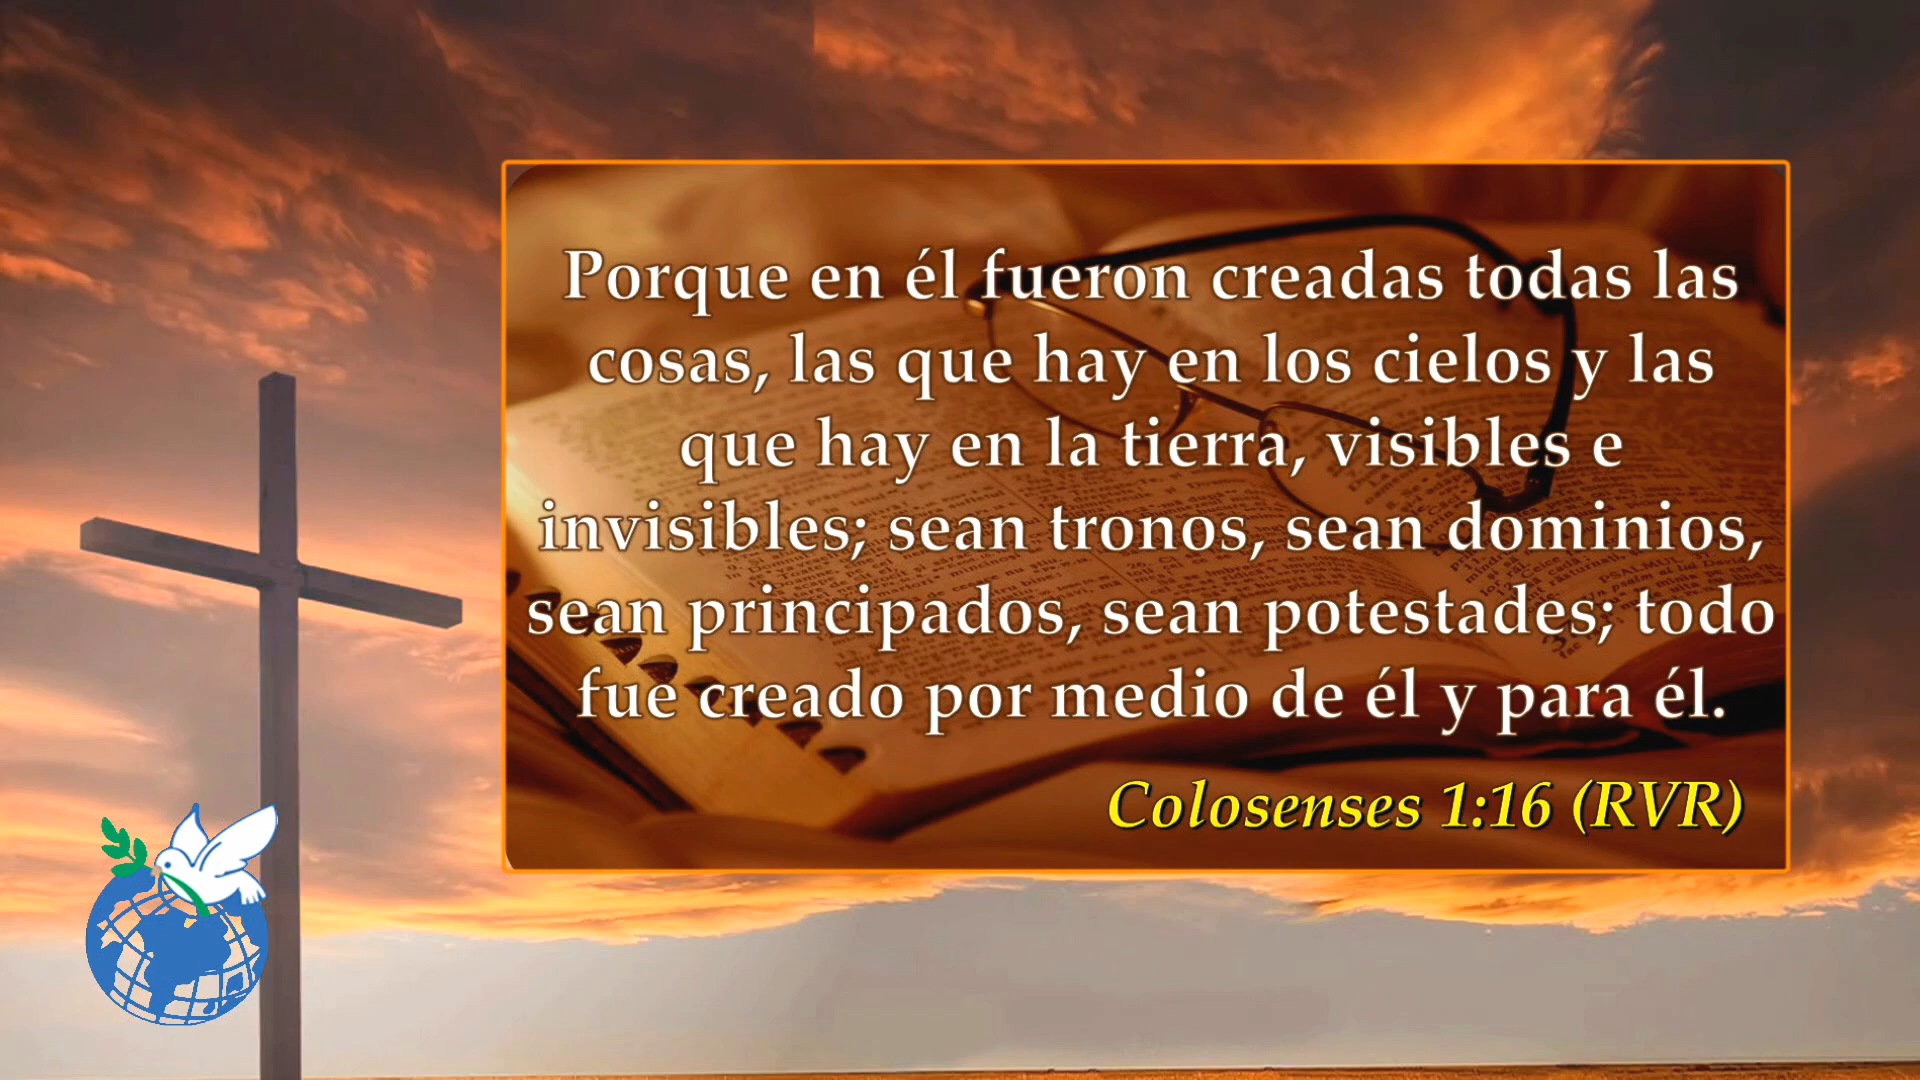 Porque en él fueron creadas todas las
cosas, las que hay en los cielos y las
que hay en la tierra, visibles e
invisibles; sean tronos, sean dominios,
sean principados, sean potestades; todo
fue creado por medio de él y para él.
Colosenses 1:16 (RVR)